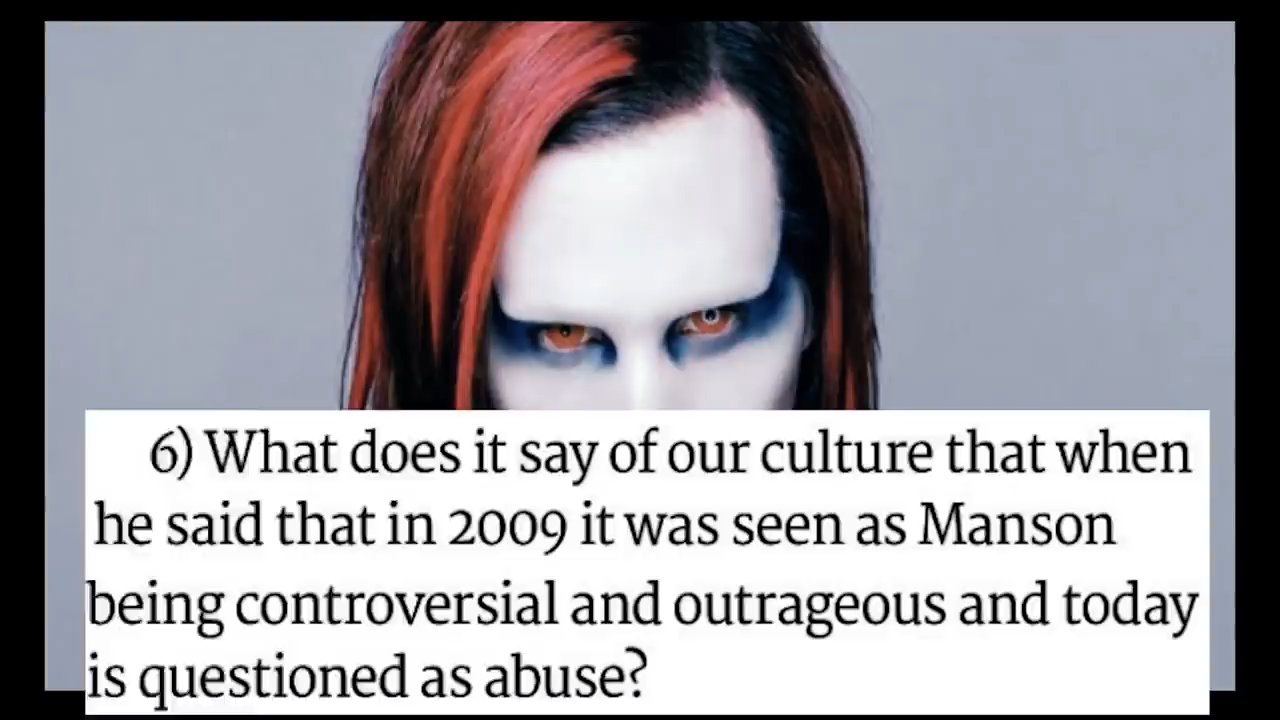 6) What does it say of our culture that when
he said that in 2009 it was seen as Manson
being controversial and outrageous and today
is questioned as abuse?